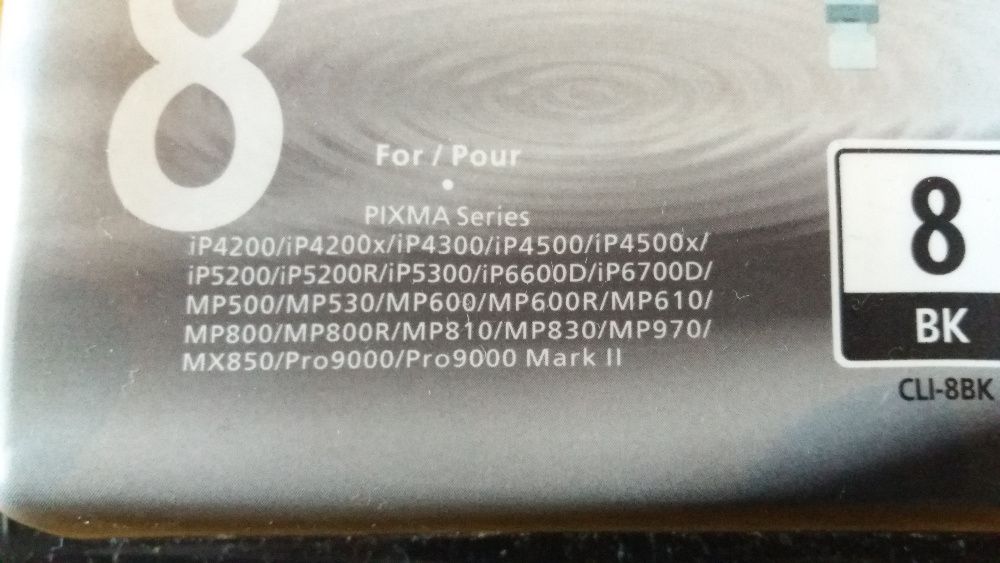 8
For / Pour
•
PIXMA Series
iP4200/iP4200x/iP4300/iP4500/iP4500x/
iP5200/iP5200R/iP5300/iP6600D/iP6700D/
MP500/MP530/MP600/MP600R/MP610/
MP800/MP800R/MP810/MP830/MP970/
MX850/Pro9000/Pro9000 Mark II
8
BK
CLI-8BK